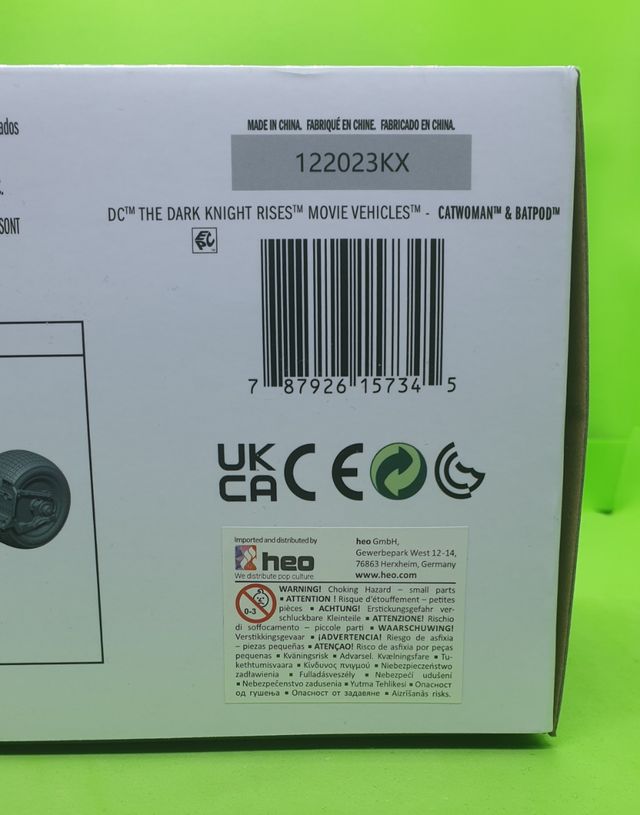 ados
SONT
MADE IN CHINA. FABRIQUÉ EN CHINE. FABRICADO EN CHINA.
122023KX
DC™ THE DARK KNIGHT RISES™ MOVIE VEHICLES™ - CATWOMAN™ & BATPOD™
7 87926 15734 5
UK
CA CE
Imported and distributed by
heo
We distribute pop culture
heo GmbH,
Gewerbepark West 12-14,
76863 Herxheim, Germany
www.heo.com
0-3
WARNING! Choking Hazard – small parts
▪ ATTENTION ! Risque d'étouffement – petites
pièces ▪ ACHTUNG! Erstickungsgefahr ver-
schluckbare Kleinteile ▪ ATTENZIONE! Rischio
di soffocamento – piccole parti ▪ WAARSCHUWING!
Verstikkingsgevaar ▪ ¡ADVERTENCIA! Riesgo de asfixia
– piezas pequeñas ▪ ATENÇAO! Risco de asfixia por peças
pequenas ▪ Kväningsrisk ▪ Advarsel. Kvælningsfare ▪ Tu-
kethtumisvaara ▪ Κίνδυνος πνιγμού ▪ Niebezpieczeństwo
zadławienia ▪ Fulladásveszély ▪ Nebezpečí udušení
▪ Nebezpečenstvo zadusenia ▪ Yutma Tehlikesi ▪ Опасност
од гушења ▪ Опасност от задавяне ▪ Aizrīšanās risks.